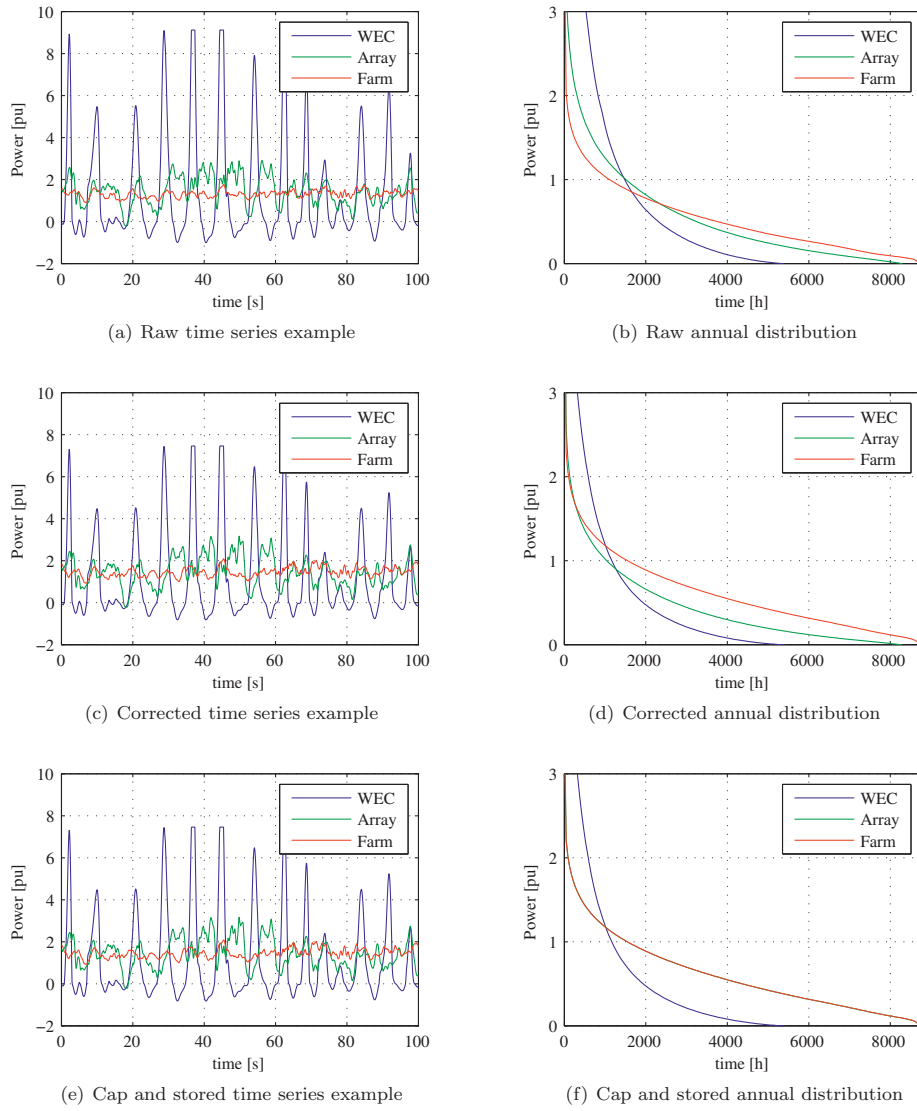 10
8
6
4
2
0
−2
Power [pu]
0 20 40 60 80 100
time [s]
WEC
Array
Farm
(a) Raw time series example
3
2
1
0
Power [pu]
0 2000 4000 6000 8000
time [h]
WEC
Array
Farm
(b) Raw annual distribution
10
8
6
4
2
0
−2
Power [pu]
0 20 40 60 80 100
time [s]
WEC
Array
Farm
(c) Corrected time series example
3
2
1
0
Power [pu]
0 2000 4000 6000 8000
time [h]
WEC
Array
Farm
(d) Corrected annual distribution
10
8
6
4
2
0
−2
Power [pu]
0 20 40 60 80 100
time [s]
WEC
Array
Farm
(e) Cap and stored time series example
3
2
1
0
Power [pu]
0 2000 4000 6000 8000
time [h]
WEC
Array
Farm
(f) Cap and stored annual distribution